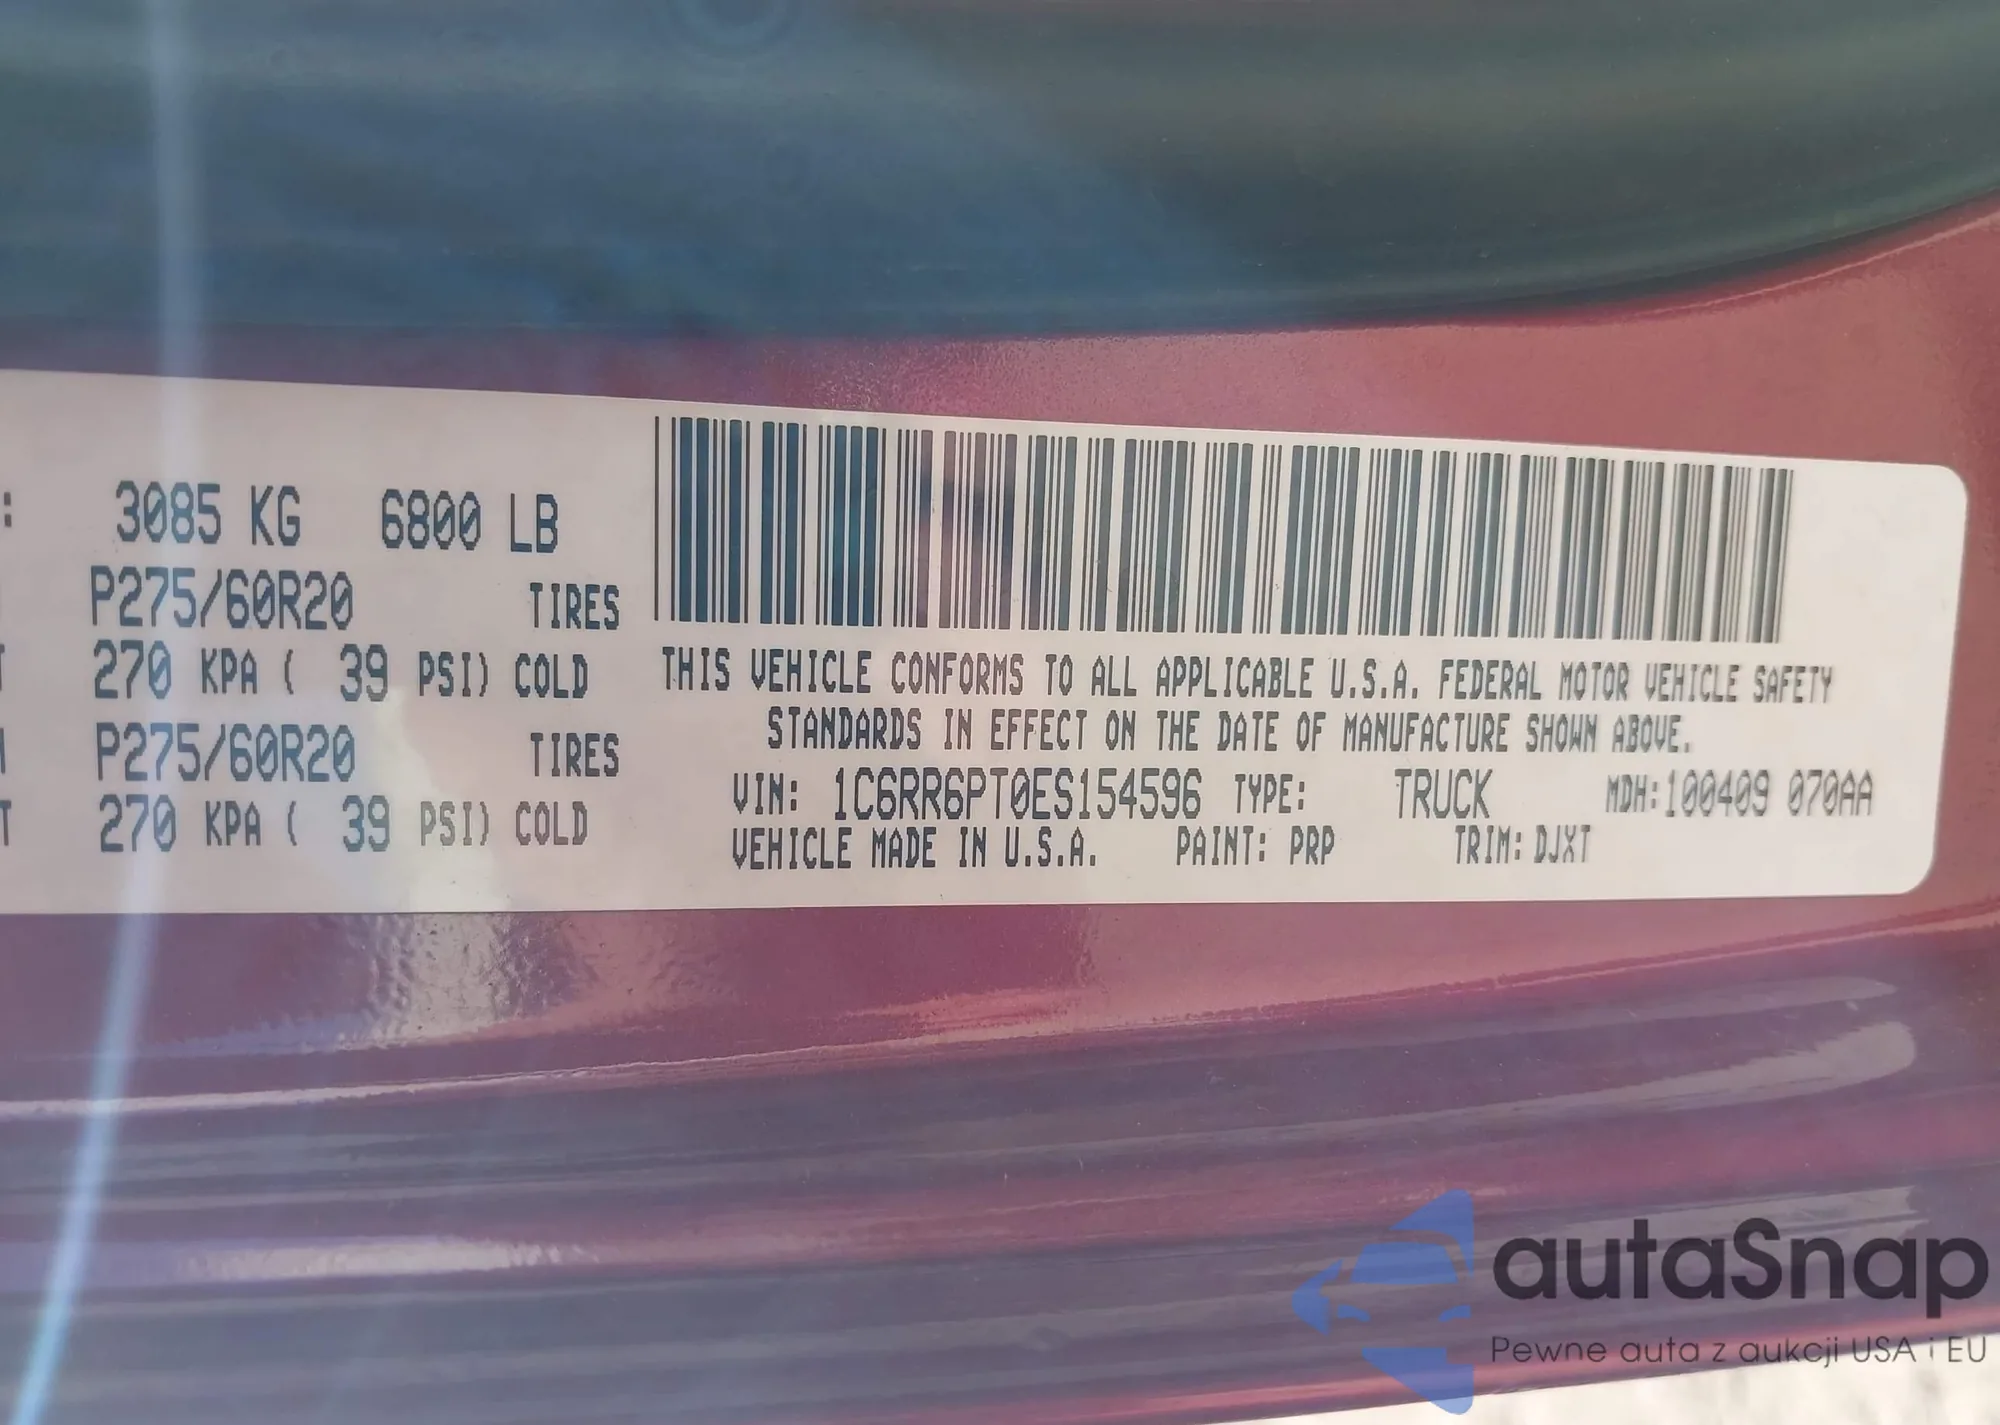 : 3085 KG 6800 LB
P275/60R20 TIRES
T 270 KPA ( 39 PSI) COLD
P275/60R20 TIRES
T 270 KPA ( 39 PSI) COLD
THIS VEHICLE CONFORMS TO ALL APPLICABLE U.S.A. FEDERAL MOTOR VEHICLE SAFETY
STANDARDS IN EFFECT ON THE DATE OF MANUFACTURE SHOWN ABOVE.
VIN: 1C6RR6PT0ES154596 TYPE: TRUCK MDH:100409 070AA
VEHICLE MADE IN U.S.A. PAINT: PRP TRIM: DJXT
autaSnap
Pewne auta z aukcji USA i EU